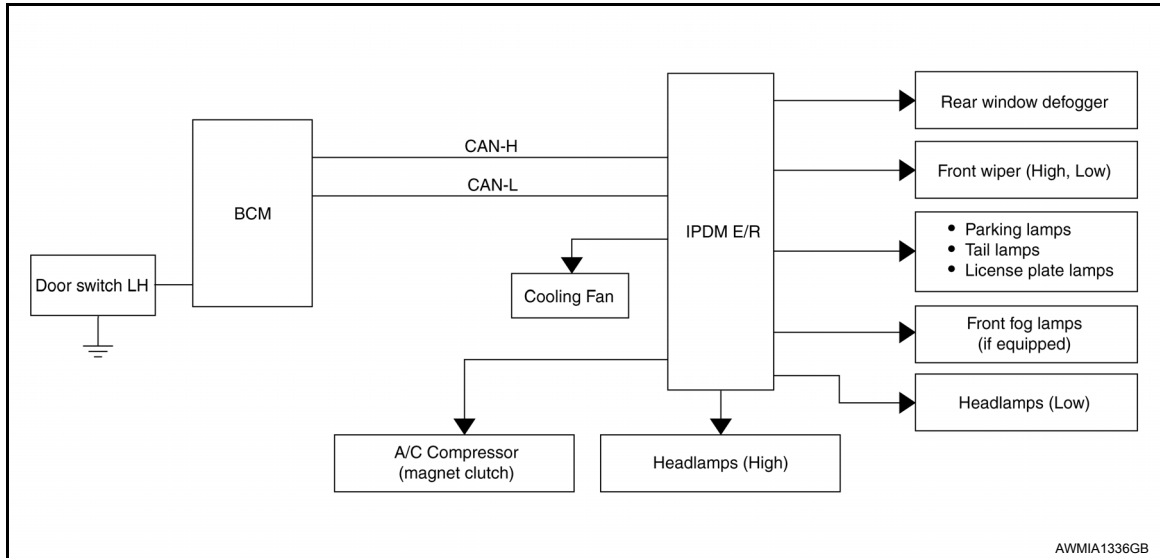 Rear window defogger
Front wiper (High, Low)
CAN-H
CAN-L
BCM
IPDM E/R
• Parking lamps
• Tail lamps
• License plate lamps
Door switch LH
Cooling Fan
Front fog lamps
(if equipped)
Headlamps (Low)
A/C Compressor
(magnet clutch)
Headlamps (High)
AWMIA1336GB